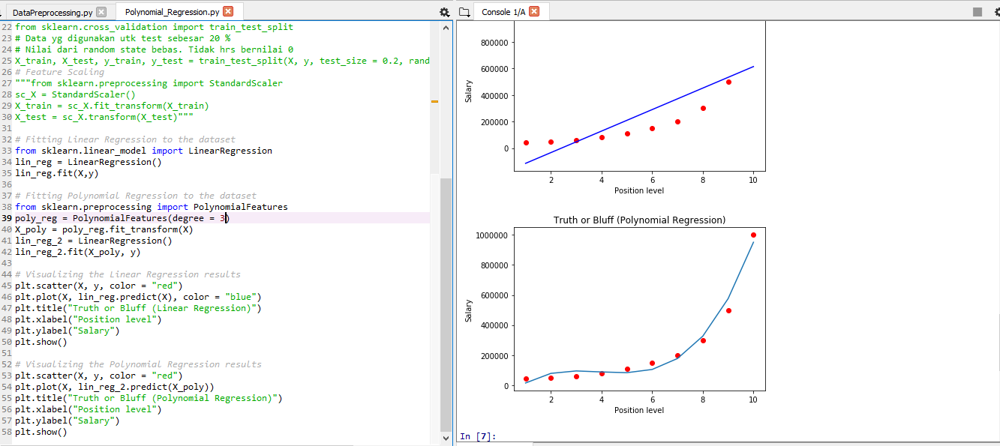 DataPreprocessing.py
Polynomial_Regression.py
22 from sklearn.cross_validation import train_test_split
23 # Data yg digunakan utk test sebesar 20 %
24 # Nilai dari random state bebas. Tidak hrs bernilai 0
25 X_train, X_test, y_train, y_test = train_test_split(X, y, test_size = 0.2, rand
26 # Feature Scaling
27 """from sklearn.preprocessing import StandardScaler
28 sc_X = StandardScaler()
29 X_train = sc_X.fit_transform(X_train)
30 X_test = sc_X.transform(X_test)"""
31
32 # Fitting Linear Regression to the dataset
33 from sklearn.linear_model import LinearRegression
34 lin_reg = LinearRegression()
35 lin_reg.fit(X,y)
36
37 # Fitting Polynomial Regression to the dataset
38 from sklearn.preprocessing import PolynomialFeatures
39 poly_reg = PolynomialFeatures(degree = 3)
40 X_poly = poly_reg.fit_transform(X)
41 lin_reg_2 = LinearRegression()
42 lin_reg_2.fit(X_poly, y)
43
44 # Visualizing the Linear Regression results
45 plt.scatter(X, y, color = "red")
46 plt.plot(X, lin_reg.predict(X), color = "blue")
47 plt.title("Truth or Bluff (Linear Regression)")
48 plt.xlabel("Position level")
49 plt.ylabel("Salary")
50 plt.show()
51
52 # Visualizing the Polynomial Regression results
53 plt.scatter(X, y, color = "red")
54 plt.plot(X, lin_reg_2.predict(X_poly))
55 plt.title("Truth or Bluff (Polynomial Regression)")
56 plt.xlabel("Position level")
57 plt.ylabel("Salary")
58 plt.show()
Console 1/A
800000
600000
400000
200000
0
Salary
2 4 6 8 10
Position level
Truth or Bluff (Polynomial Regression)
1000000
800000
600000
400000
200000
0
Salary
2 4 6 8 10
Position level
In [7]: